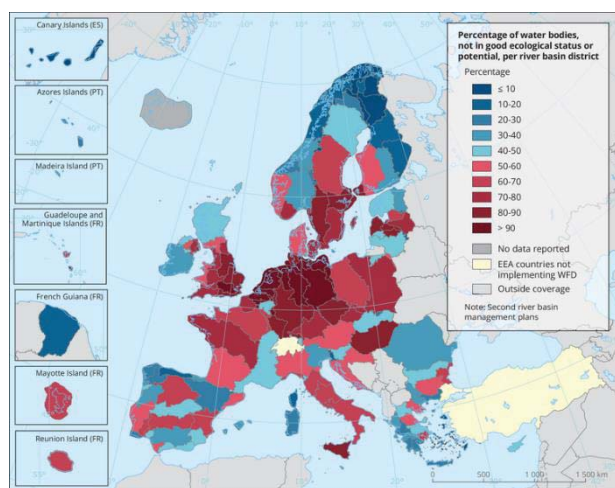 Canary Islands (ES)
Azores Islands (PT)
Madeira Island (PT)
Guadeloupe and
Martinique Islands (FR)
French Guiana (FR)
Mayotte Island (FR)
Reunion Island (FR)
Percentage of water bodies,
not in good ecological status or
potential, per river basin district
Percentage
≤ 10
10-20
20-30
30-40
40-50
50-60
60-70
70-80
80-90
> 90
No data reported
EEA countries not
implementing WFD
Outside coverage
Note: Second river basin
management plans
0 500 1 000 1 500 km